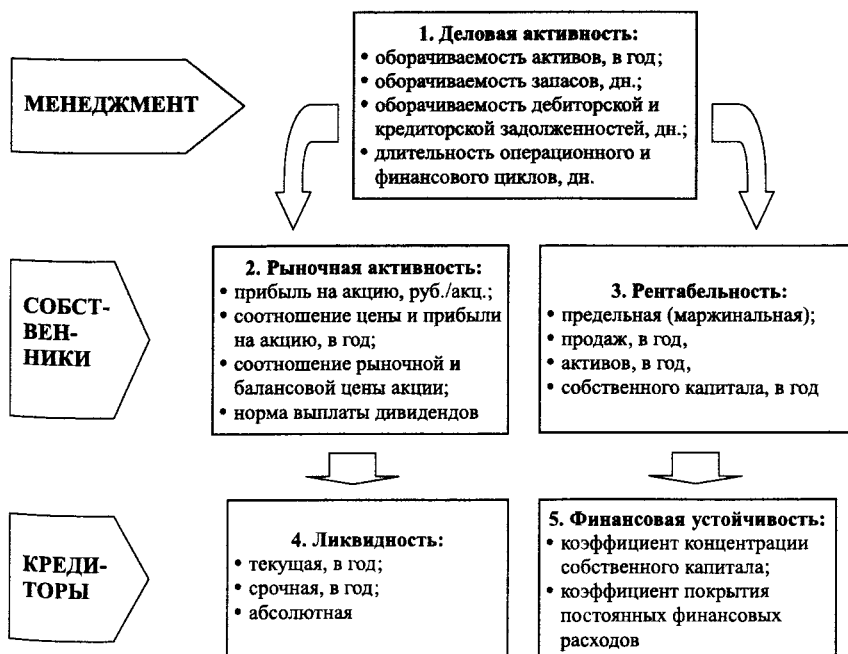 МЕНЕДЖМЕНТ
1. Деловая активность:
• оборачиваемость активов, в год;
• оборачиваемость запасов, дн.;
• оборачиваемость дебиторской и
кредиторской задолженностей, дн.;
• длительность операционного и
финансового циклов, дн.
СОБСТ-
ВЕН-
НИКИ
2. Рыночная активность:
• прибыль на акцию, руб./акц.;
• соотношение цены и прибыли
на акцию, в год;
• соотношение рыночной и
балансовой цены акции;
• норма выплаты дивидендов
3. Рентабельность:
• предельная (маржинальная);
• продаж, в год,
• активов, в год,
• собственного капитала, в год
КРЕДИ-
ТОРЫ
4. Ликвидность:
• текущая, в год;
• срочная, в год;
• абсолютная
5. Финансовая устойчивость:
• коэффициент концентрации
собственного капитала;
• коэффициент покрытия
постоянных финансовых
расходов